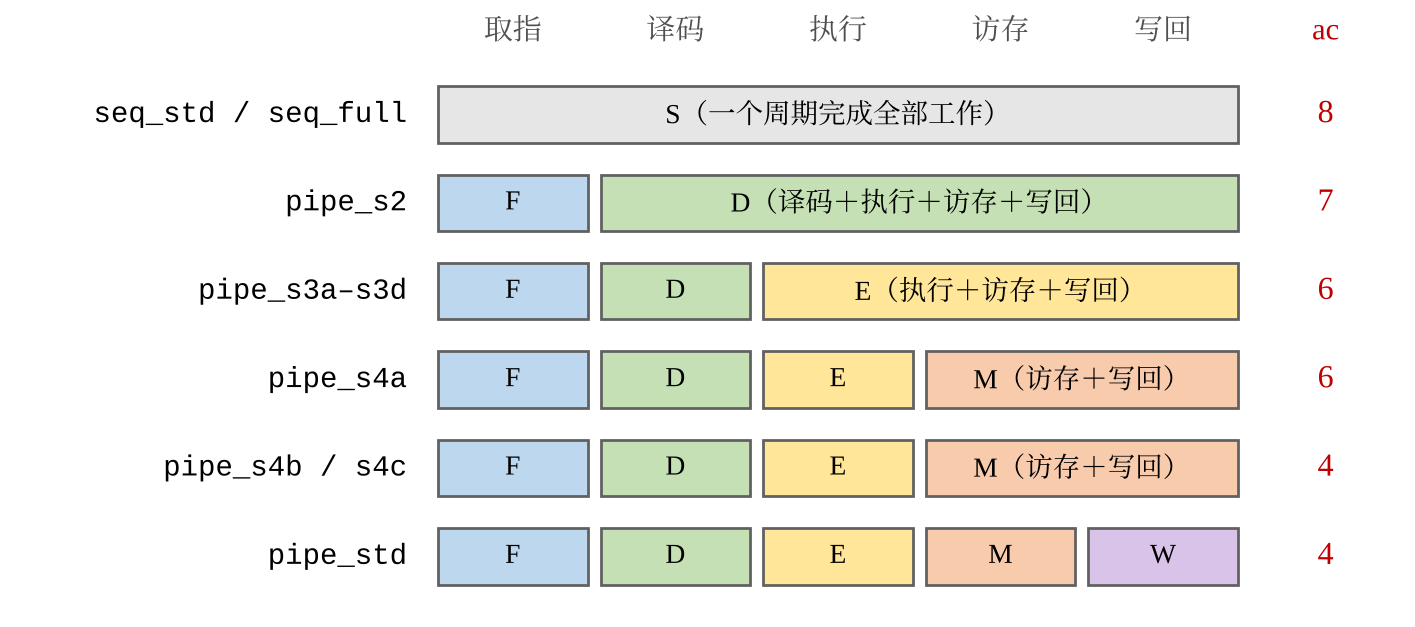 取指 译码 执行 访存 写回 ac
seq_std / seq_full S（一个周期完成全部工作） 8
pipe_s2 F D（译码＋执行＋访存＋写回） 7
pipe_s3a–s3d F D E（执行＋访存＋写回） 6
pipe_s4a F D E M（访存＋写回） 6
pipe_s4b / s4c F D E M（访存＋写回） 4
pipe_std F D E M W 4